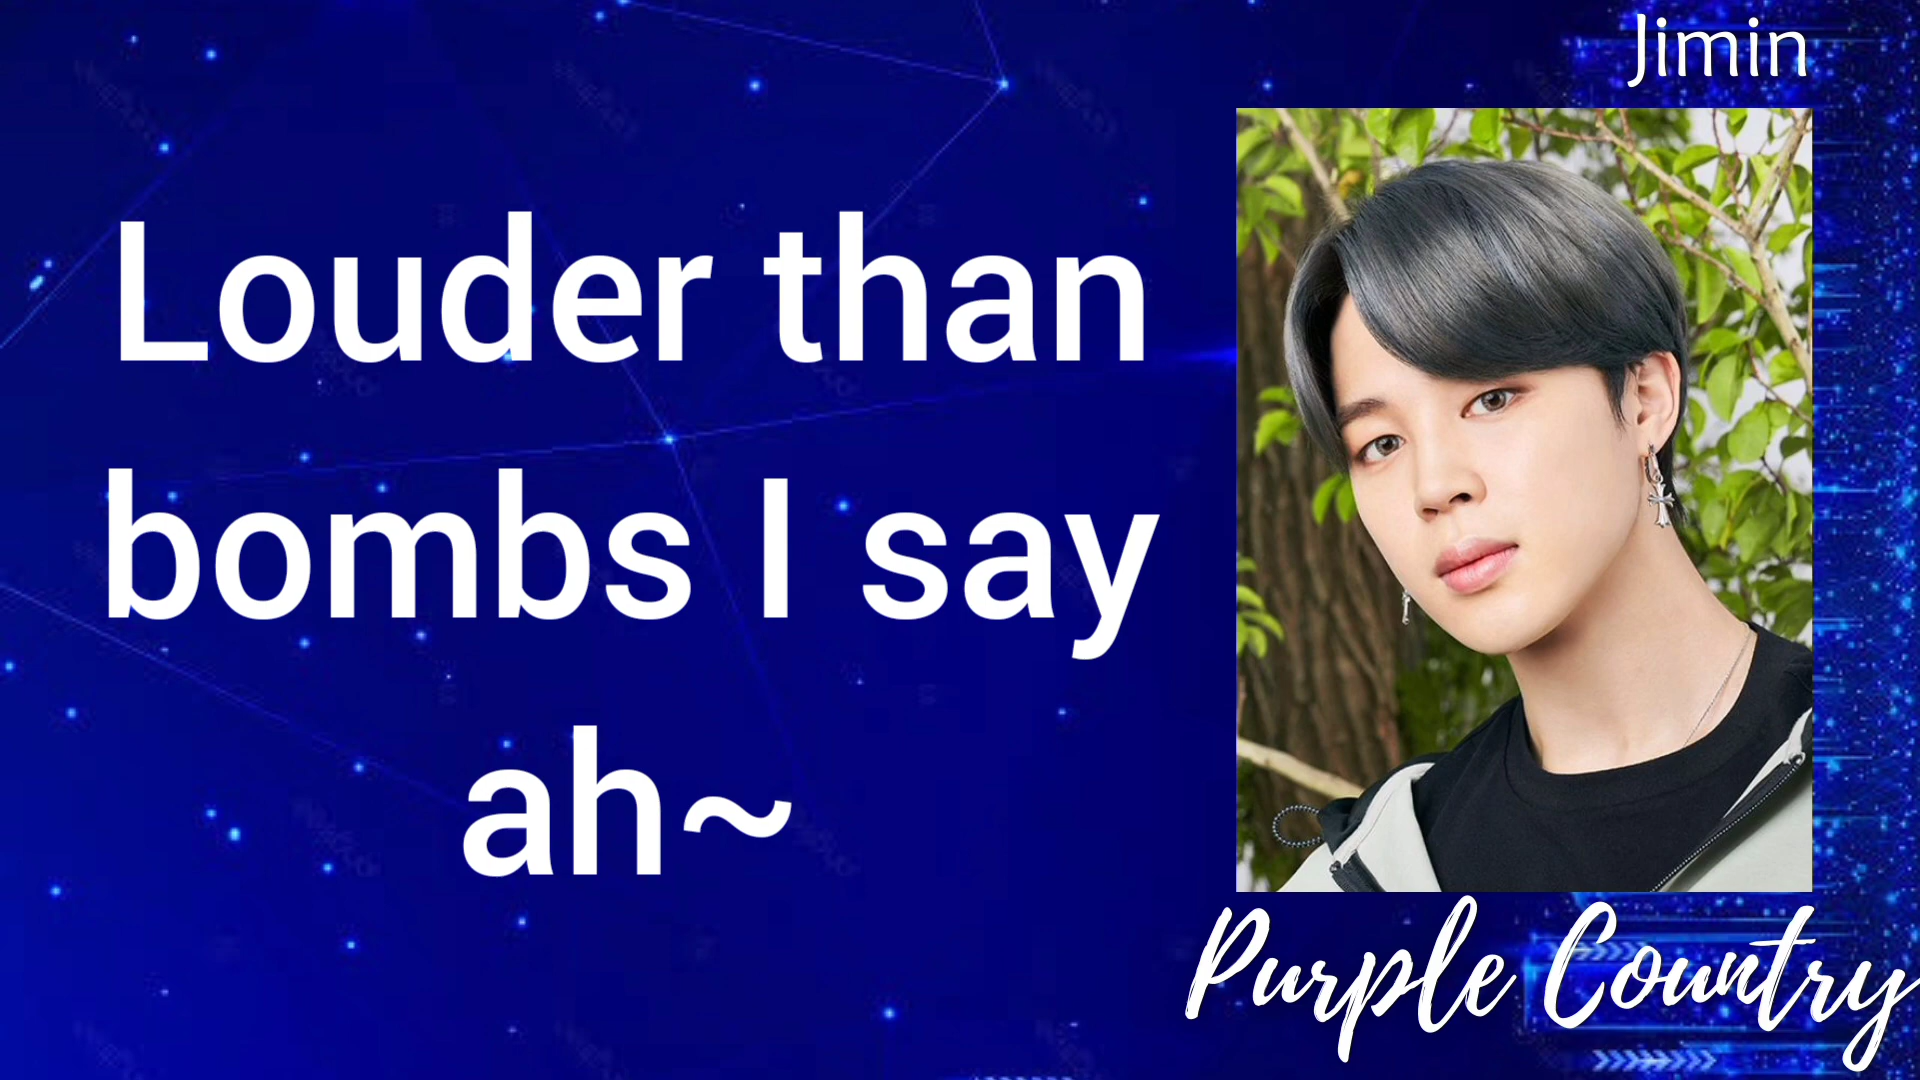 Jimin
Louder than
bombs I say
ah~
Purple Country